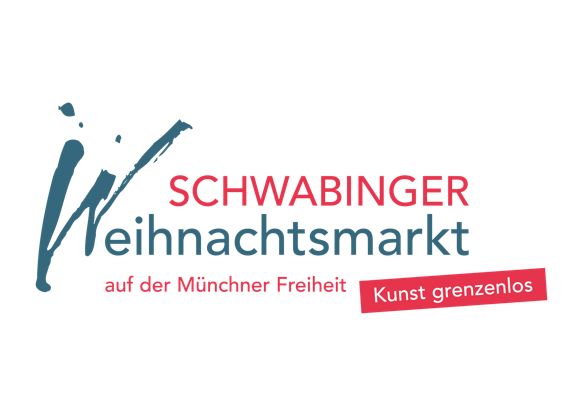 SCHWABINGER
Weihnachtsmarkt
auf der Münchner Freiheit
Kunst grenzenlos